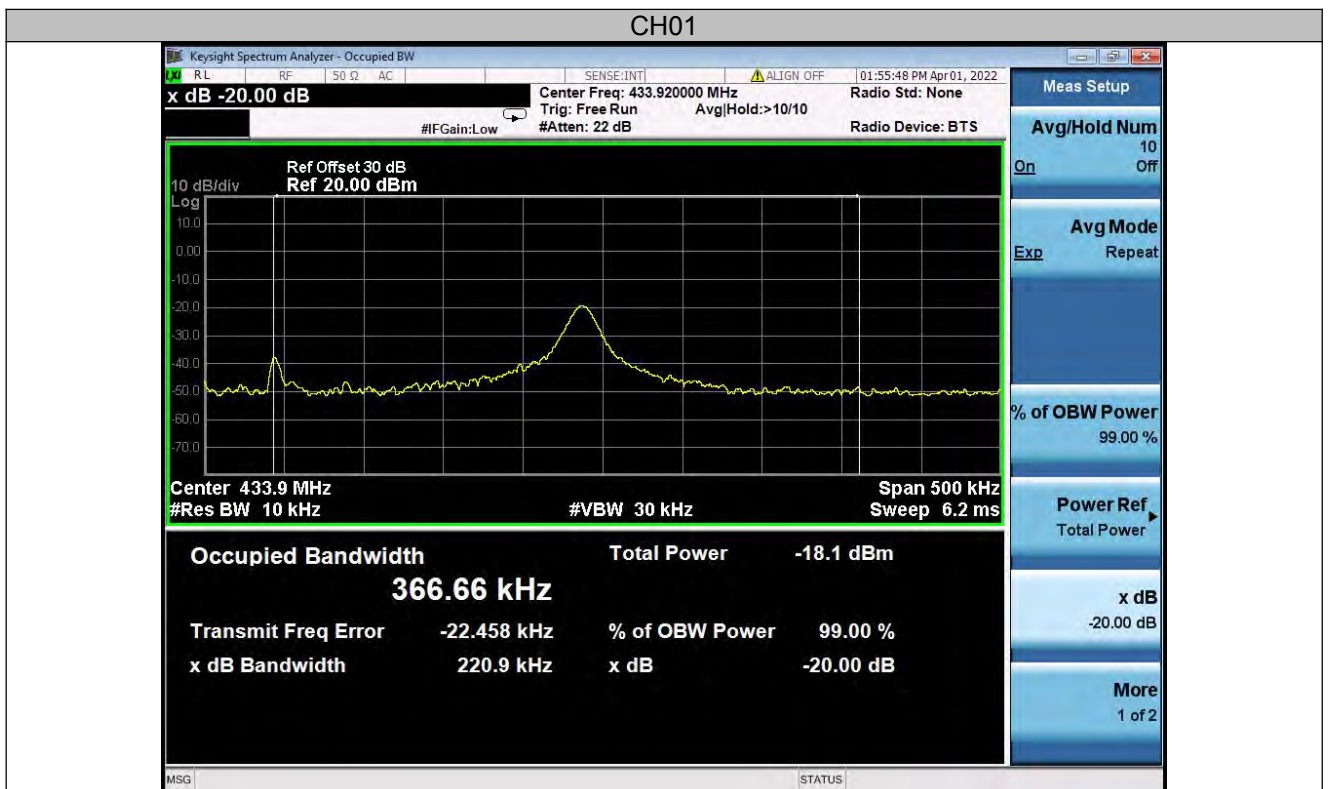 CH01
Keysight Spectrum Analyzer - Occupied BW
LXI RL RF 50 Ω AC SENSE:INT ALIGN OFF 01:55:48 PM Apr 01, 2022
x dB -20.00 dB
Center Freq: 433.920000 MHz
Radio Std: None
Trig: Free Run Avg|Hold:>10/10
#IFGain:Low #Atten: 22 dB
Radio Device: BTS
Ref Offset 30 dB
10 dB/div Ref 20.00 dBm
Log
10.0
0.00
-10.0
-20.0
-30.0
-40.0
-50.0
-60.0
-70.0
Center 433.9 MHz Span 500 kHz
#Res BW 10 kHz #VBW 30 kHz Sweep 6.2 ms
Occupied Bandwidth Total Power -18.1 dBm
366.66 kHz
Transmit Freq Error -22.458 kHz % of OBW Power 99.00 %
x dB Bandwidth 220.9 kHz x dB -20.00 dB
Meas Setup
Avg/Hold Num
10
On Off
Avg Mode
Exp Repeat
% of OBW Power
99.00 %
Power Ref
Total Power
x dB
-20.00 dB
More
1 of 2
MSG STATUS